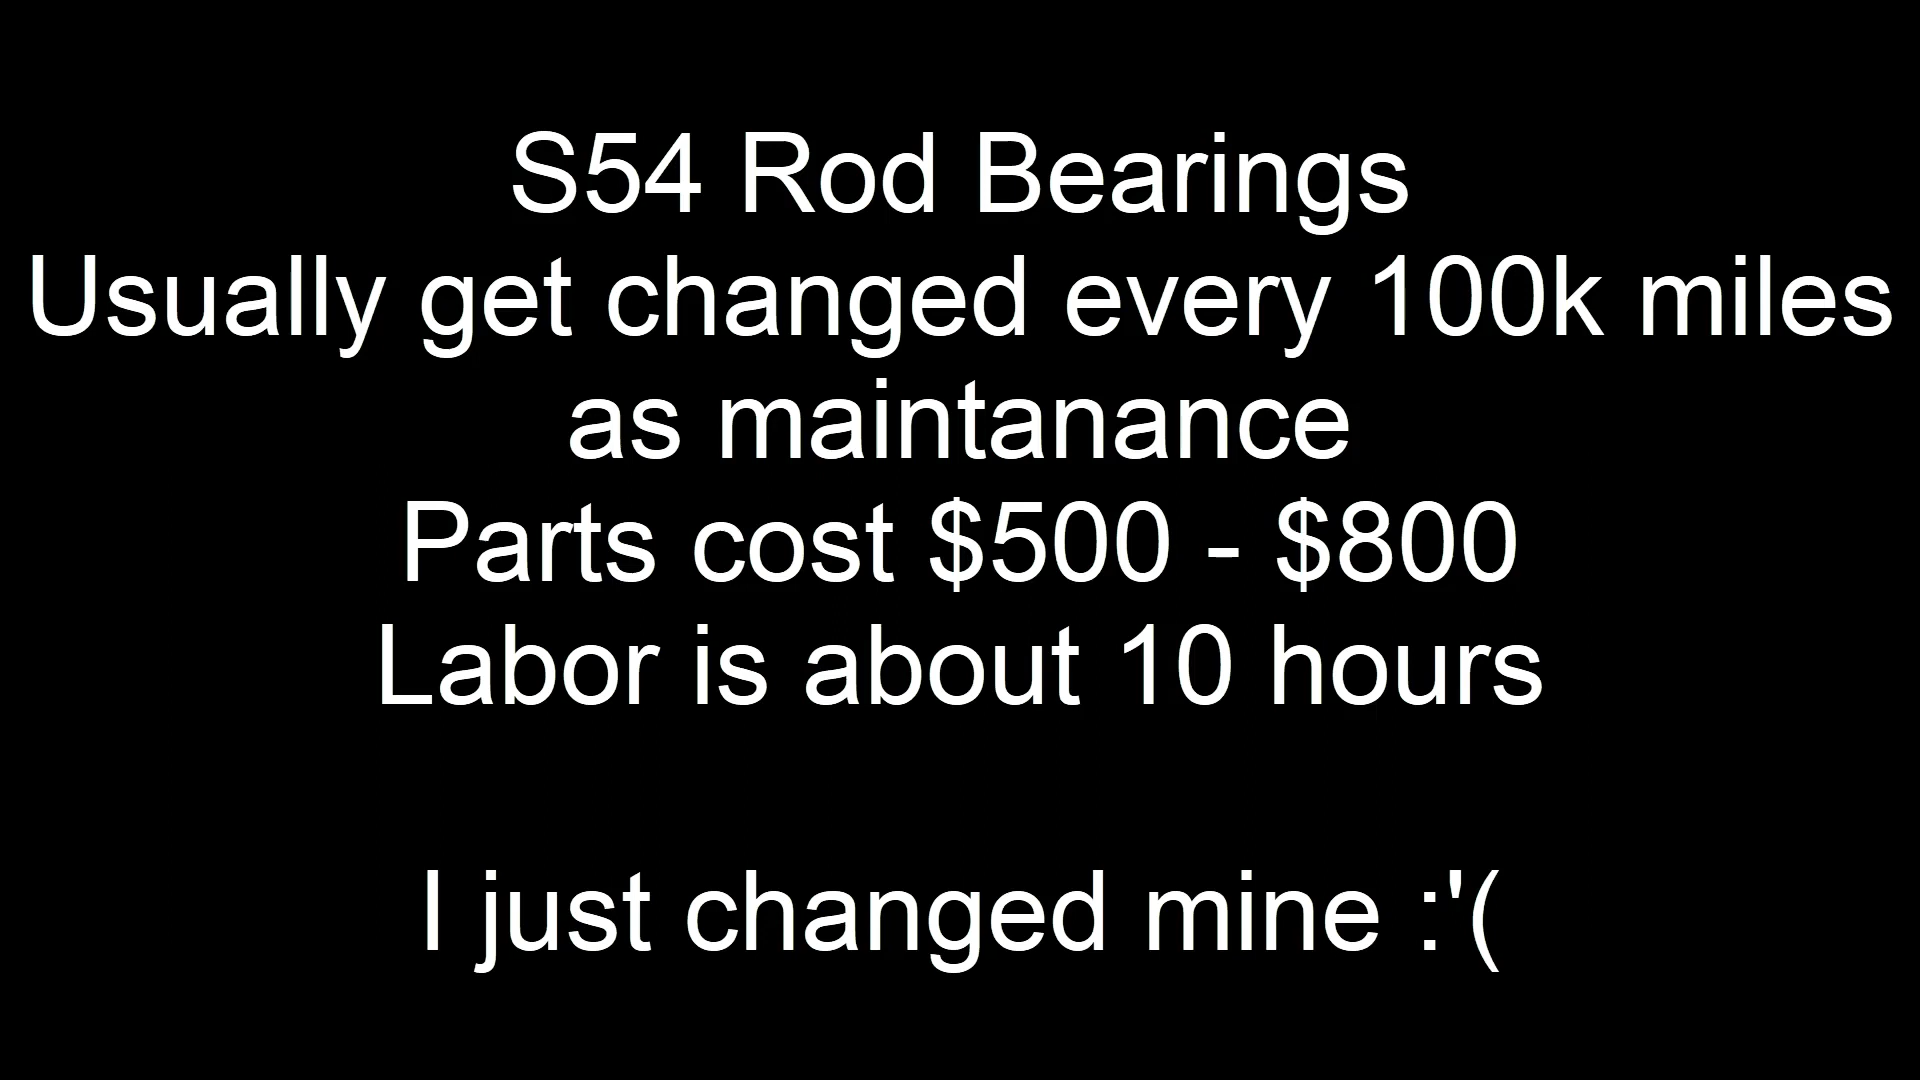 S54 Rod Bearings
Usually get changed every 100k miles
as maintanance
Parts cost $500 - $800
Labor is about 10 hours
I just changed mine :'(